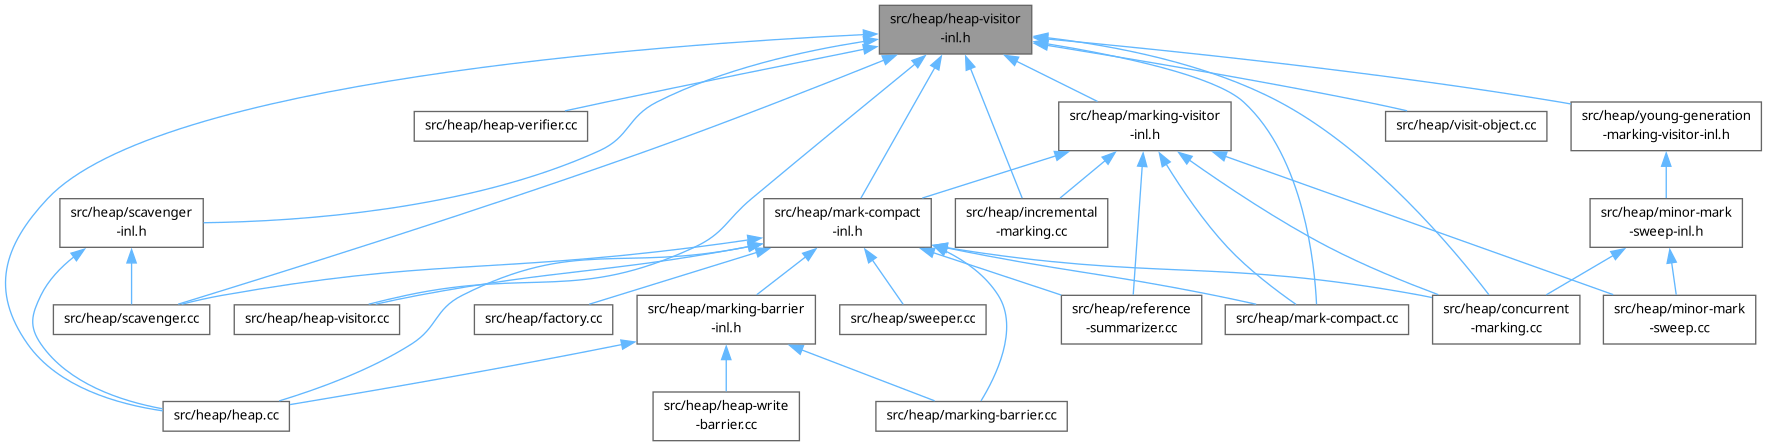 src/heap/heap-visitor
-inl.h
src/heap/heap-verifier.cc
src/heap/marking-visitor
-inl.h
src/heap/visit-object.cc
src/heap/young-generation
-marking-visitor-inl.h
src/heap/scavenger
-inl.h
src/heap/mark-compact
-inl.h
src/heap/incremental
-marking.cc
src/heap/minor-mark
-sweep-inl.h
src/heap/scavenger.cc
src/heap/heap-visitor.cc
src/heap/factory.cc
src/heap/marking-barrier
-inl.h
src/heap/sweeper.cc
src/heap/reference
-summarizer.cc
src/heap/mark-compact.cc
src/heap/concurrent
-marking.cc
src/heap/minor-mark
-sweep.cc
src/heap/heap.cc
src/heap/heap-write
-barrier.cc
src/heap/marking-barrier.cc